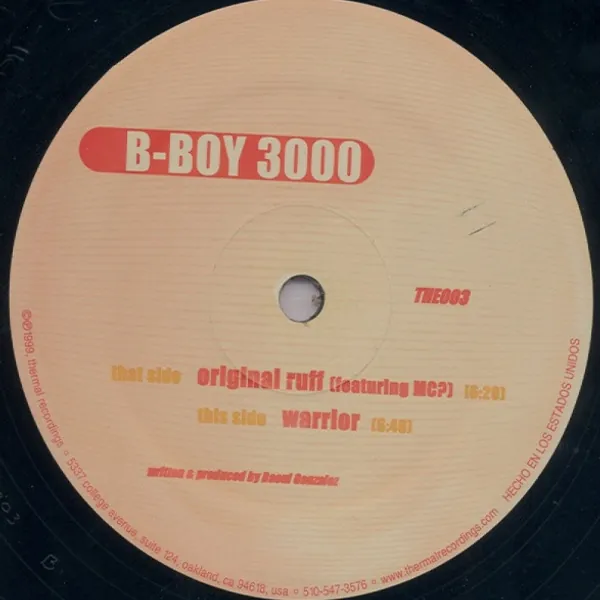 B-BOY 3000
THE003
that side original ruff (featuring MC?) (6:20)
this side warrior (6:40)
written & produced by Raoul Gonzalez
©℗1999, thermal recordings ○ 5337 college avenue, suite 124, oakland, ca 94618, usa ○ 510-547-3576 ○ www.thermalrecordings.com
HECHO EN LOS ESTADOS UNIDOS
B